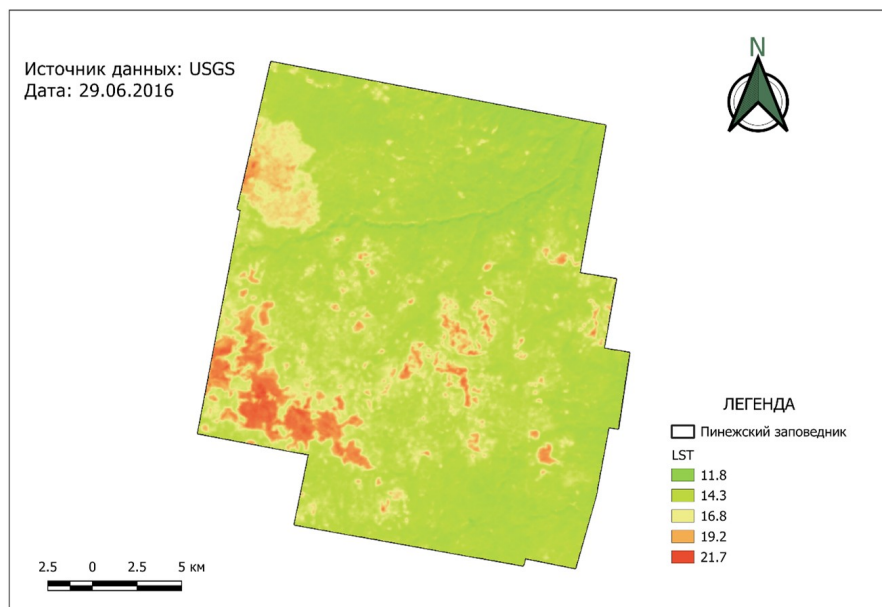 Источник данных: USGS
Дата: 29.06.2016
N
ЛЕГЕНДА
Пинежский заповедник
LST
11.8
14.3
16.8
19.2
21.7
2.5 0 2.5 5 км